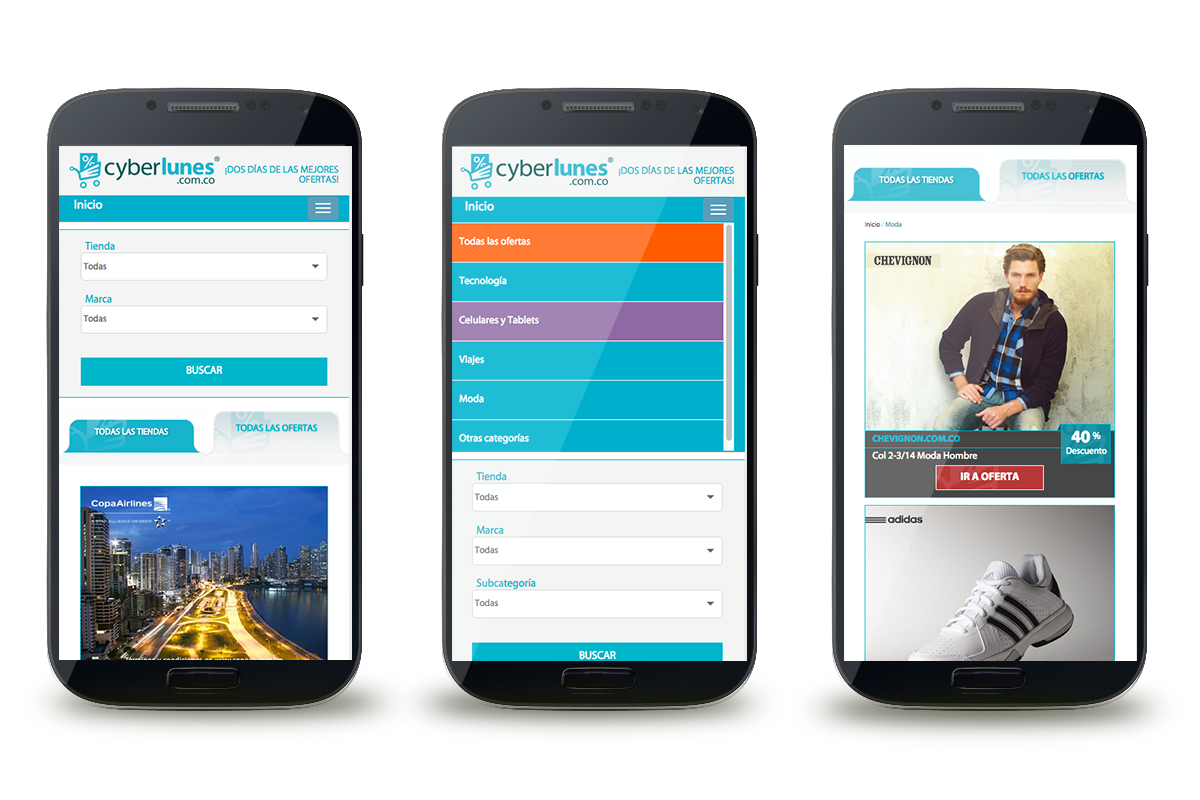 cyberlunes®
.com.co
¡DOS DÍAS DE LAS MEJORES
OFERTAS!
Inicio
Tienda
Todas
Marca
Todas
BUSCAR
TODAS LAS TIENDAS
TODAS LAS OFERTAS
CopaAirlines
A STAR ALLIANCE MEMBER
cyberlunes®
.com.co
¡DOS DÍAS DE LAS MEJORES
OFERTAS!
Inicio
Todas las ofertas
Tecnología
Celulares y Tablets
Viajes
Moda
Otras categorías
Tienda
Todas
Marca
Todas
Subcategoría
Todas
BUSCAR
TODAS LAS TIENDAS
TODAS LAS OFERTAS
Inicio / Moda
CHEVIGNON
CHEVIGNON.COM.CO
Col 2-3/14 Moda Hombre
40 %
Descuento
IR A OFERTA
adidas